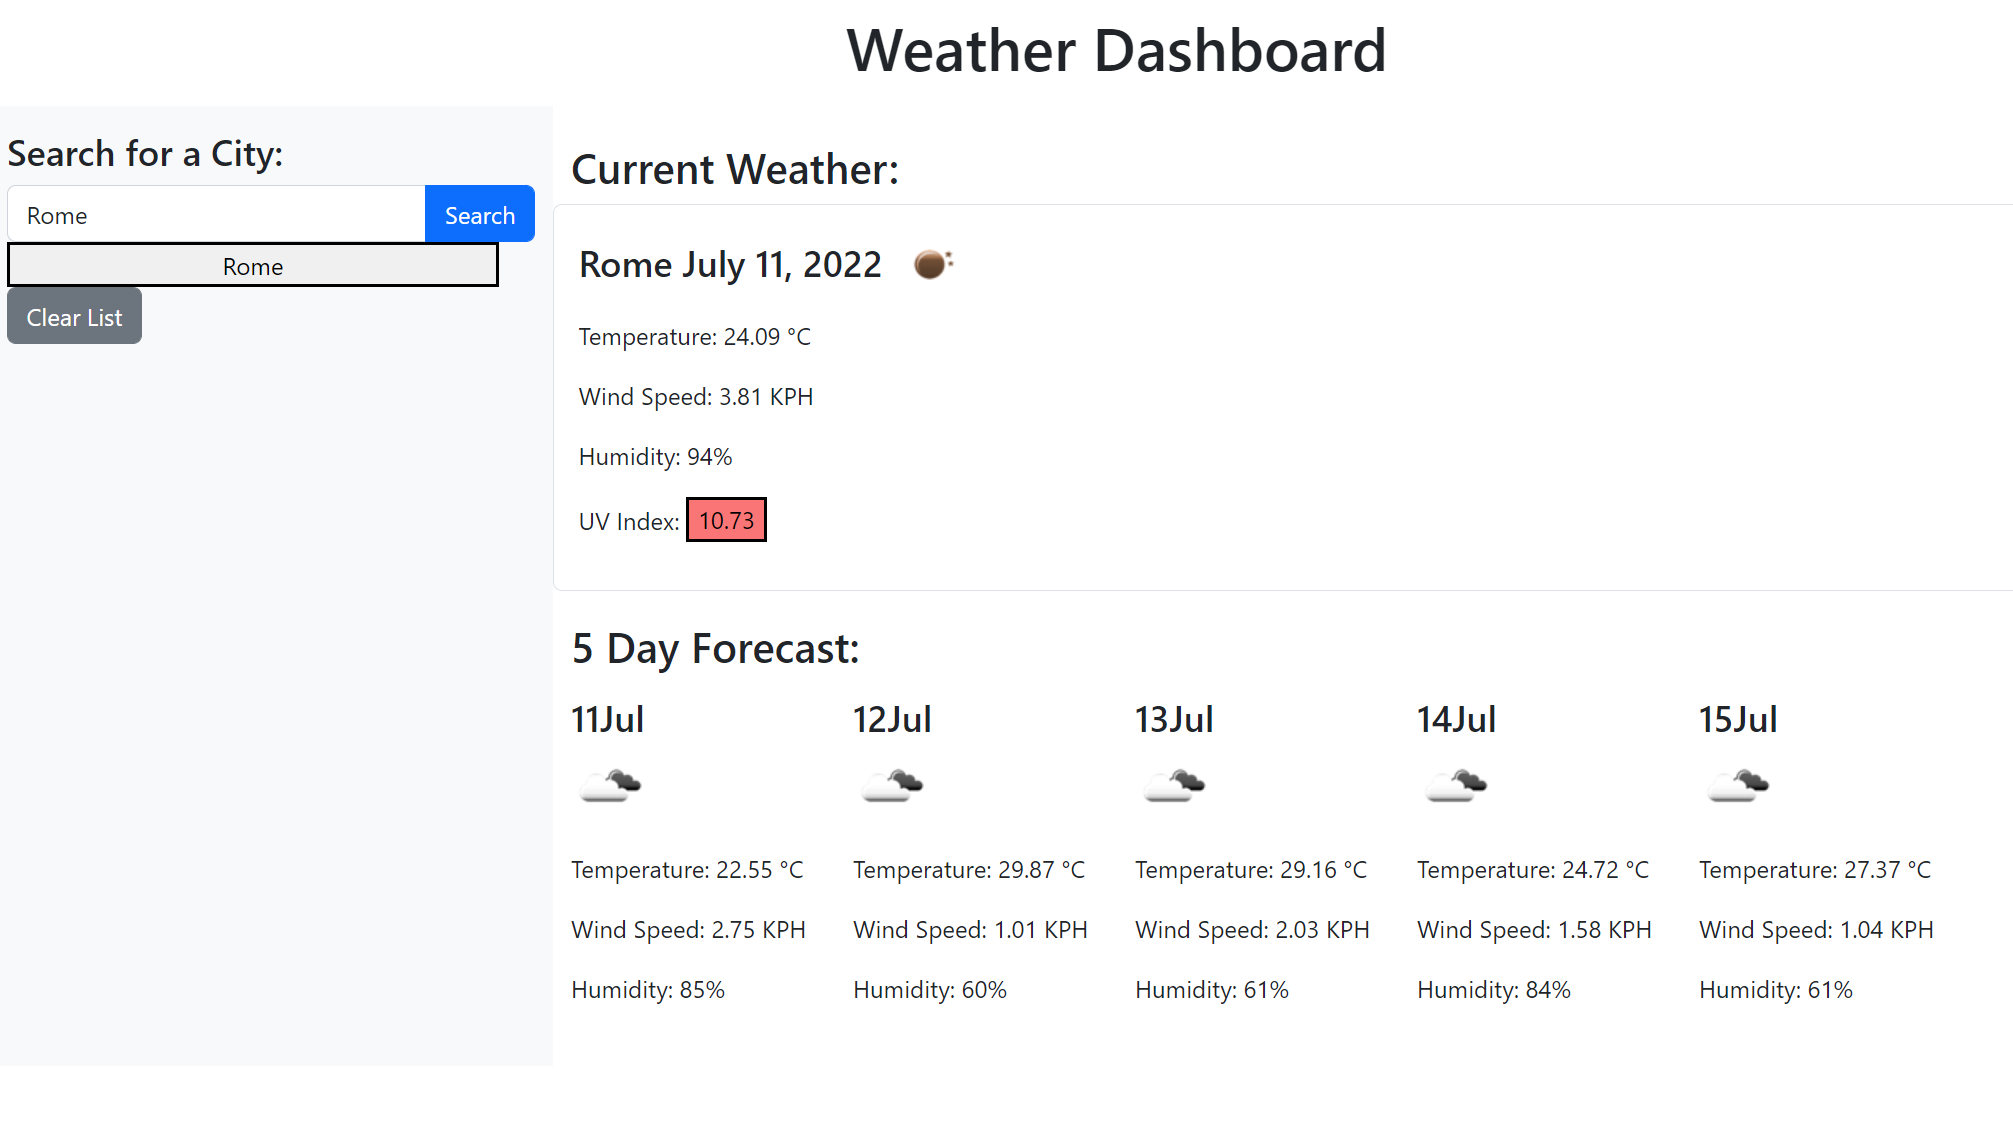 Weather Dashboard
Search for a City:
Rome
Search
Rome
Clear List
Current Weather:
Rome July 11, 2022
Temperature: 24.09 °C
Wind Speed: 3.81 KPH
Humidity: 94%
UV Index: 10.73
5 Day Forecast:
11Jul
Temperature: 22.55 °C
Wind Speed: 2.75 KPH
Humidity: 85%
12Jul
Temperature: 29.87 °C
Wind Speed: 1.01 KPH
Humidity: 60%
13Jul
Temperature: 29.16 °C
Wind Speed: 2.03 KPH
Humidity: 61%
14Jul
Temperature: 24.72 °C
Wind Speed: 1.58 KPH
Humidity: 84%
15Jul
Temperature: 27.37 °C
Wind Speed: 1.04 KPH
Humidity: 61%